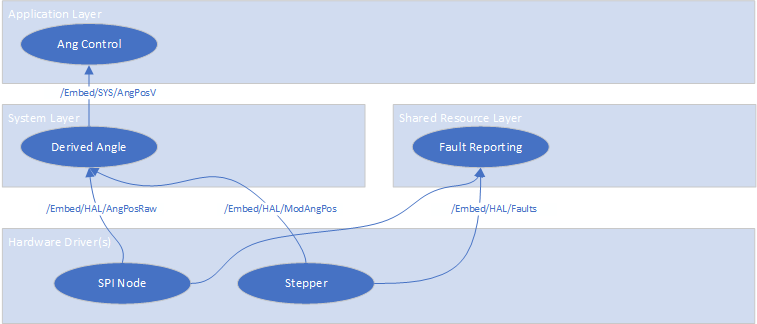 Application Layer
Ang Control
/Embed/SYS/AngPosV
System Layer
Shared Resource Layer
Derived Angle
Fault Reporting
/Embed/HAL/AngPosRaw
/Embed/HAL/ModAngPos
/Embed/HAL/Faults
Hardware Driver(s)
SPI Node
Stepper